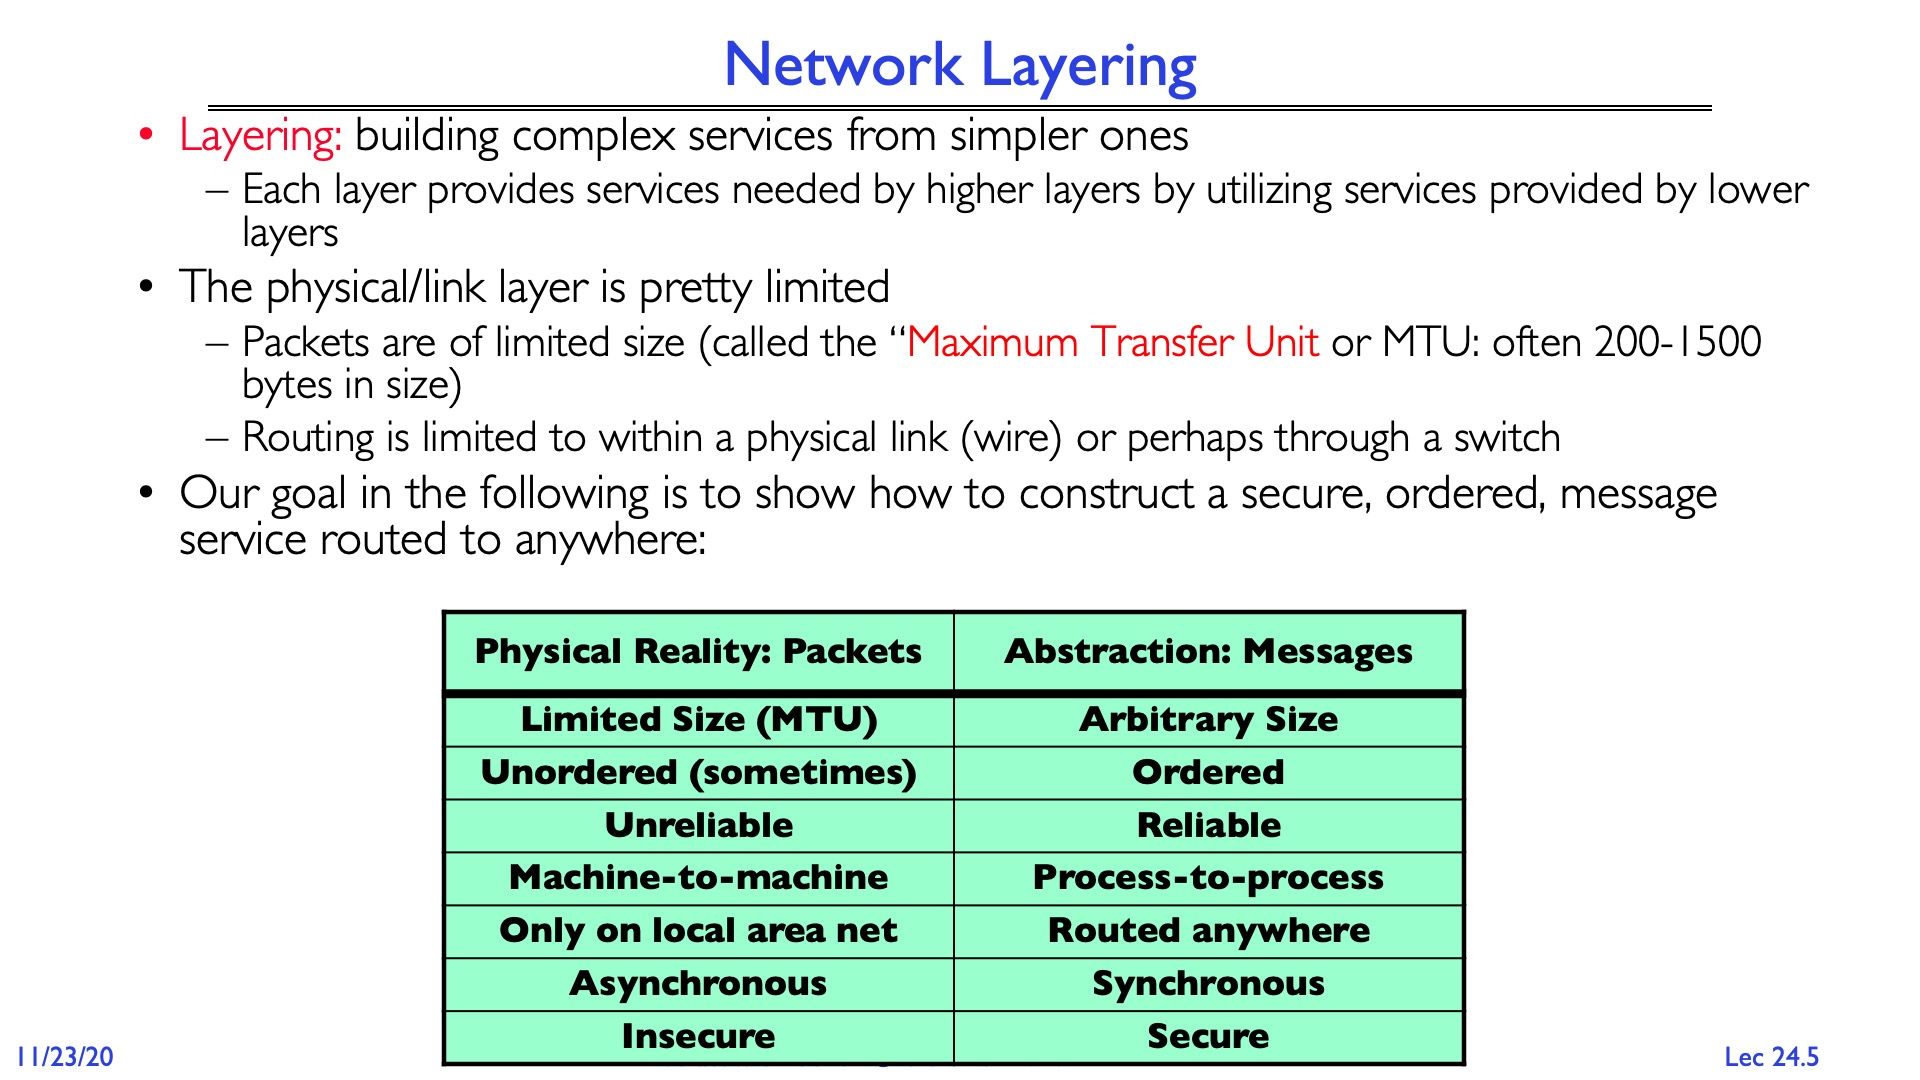 Network Layering
• Layering: building complex services from simpler ones
– Each layer provides services needed by higher layers by utilizing services provided by lower
layers
• The physical/link layer is pretty limited
– Packets are of limited size (called the “Maximum Transfer Unit or MTU: often 200-1500
bytes in size)
– Routing is limited to within a physical link (wire) or perhaps through a switch
• Our goal in the following is to show how to construct a secure, ordered, message
service routed to anywhere:
Physical Reality: Packets Abstraction: Messages
Limited Size (MTU) Arbitrary Size
Unordered (sometimes) Ordered
Unreliable Reliable
Machine-to-machine Process-to-process
Only on local area net Routed anywhere
Asynchronous Synchronous
Insecure Secure
11/23/20 Lec 24.5